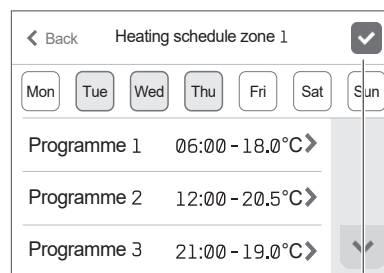 Back Heating schedule zone 1
Mon Tue Wed Thu Fri Sat Sun
Programme 1 06:00 - 18.0°C
Programme 2 12:00 - 20.5°C
Programme 3 21:00 - 19.0°C